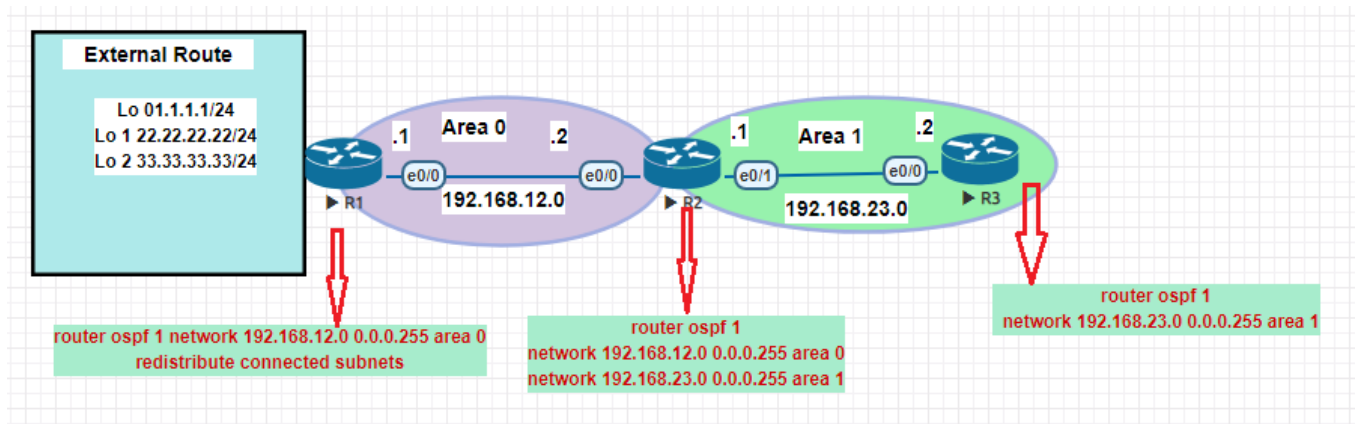 External Route
Lo 01.1.1.1/24
Lo 1 22.22.22.22/24
Lo 2 33.33.33.33/24
.1
Area 0
.2
e0/0
e0/0
192.168.12.0
R1
R2
.1
Area 1
.2
e0/1
e0/0
192.168.23.0
R3
router ospf 1 network 192.168.12.0 0.0.0.255 area 0
redistribute connected subnets
router ospf 1
network 192.168.12.0 0.0.0.255 area 0
network 192.168.23.0 0.0.0.255 area 1
router ospf 1
network 192.168.23.0 0.0.0.255 area 1